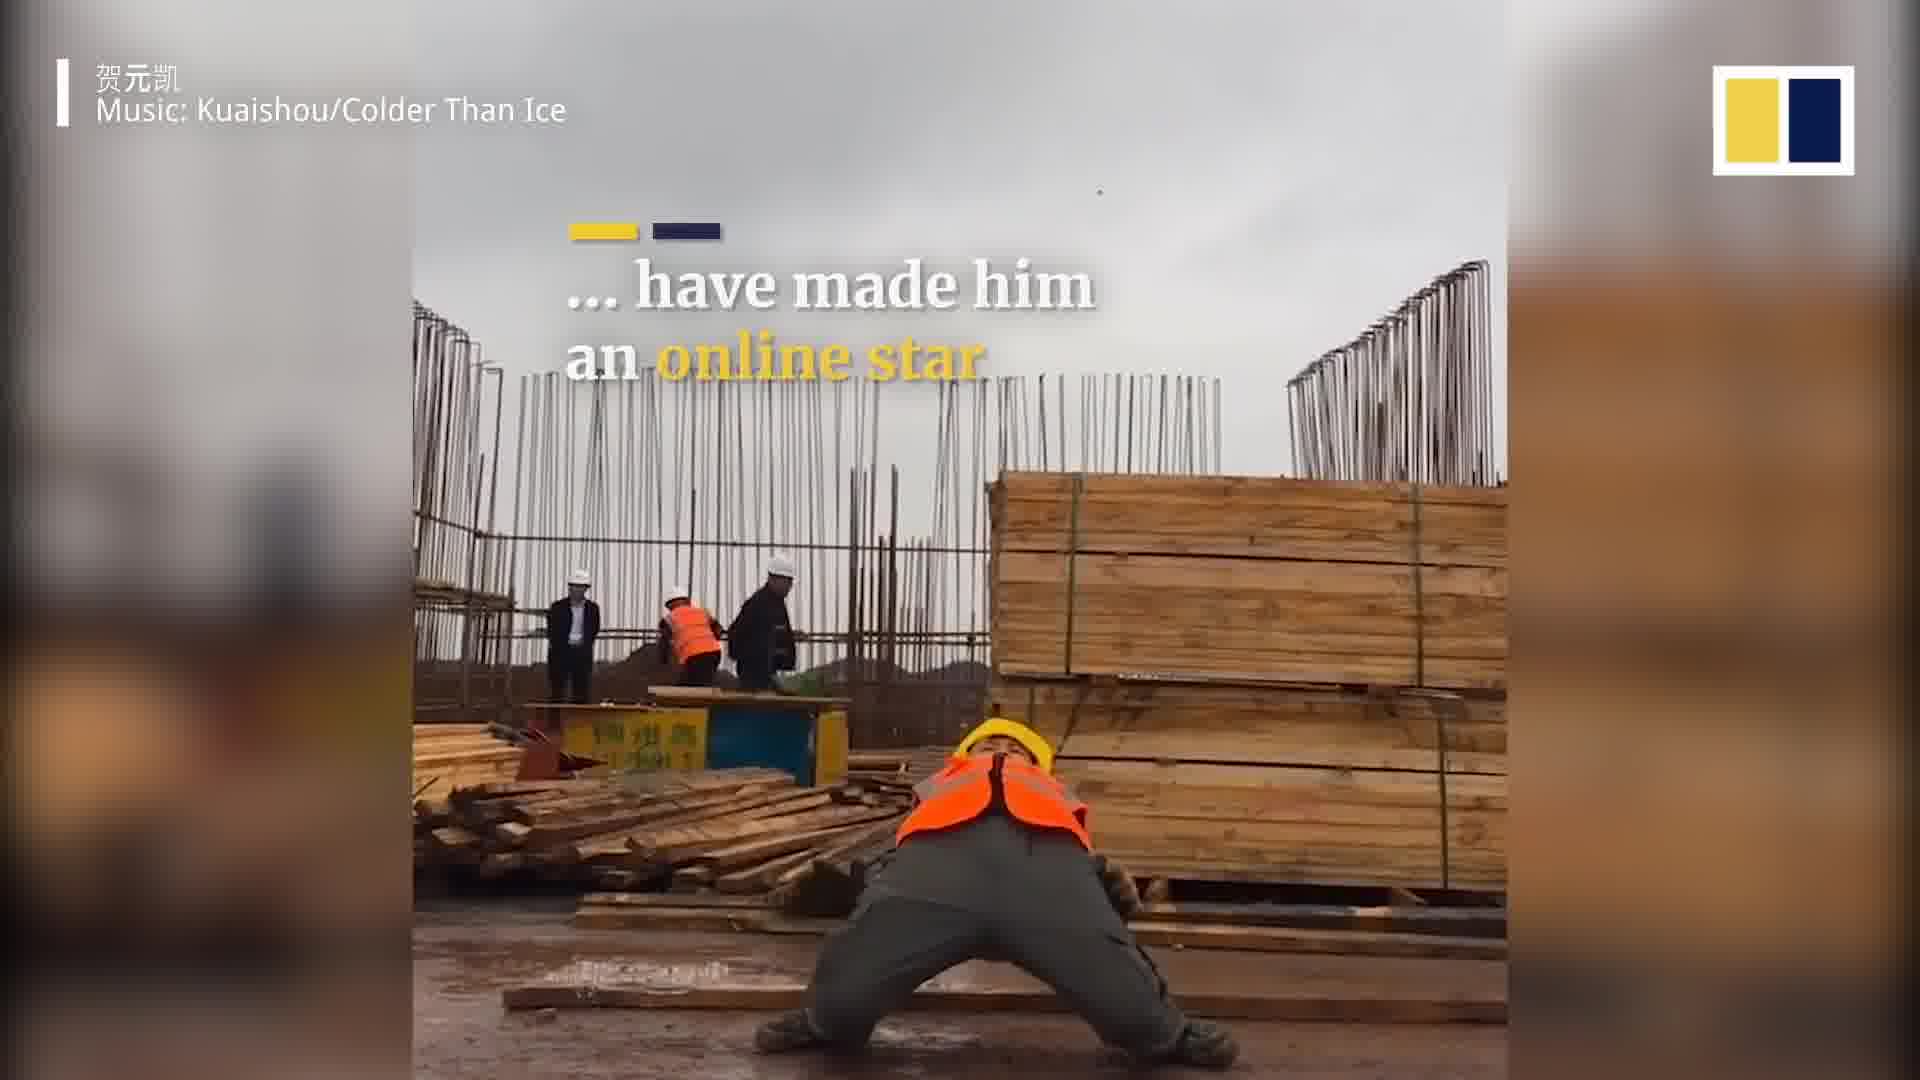 贺元凯
Music: Kuaishou/Colder Than Ice
... have made him
an online star